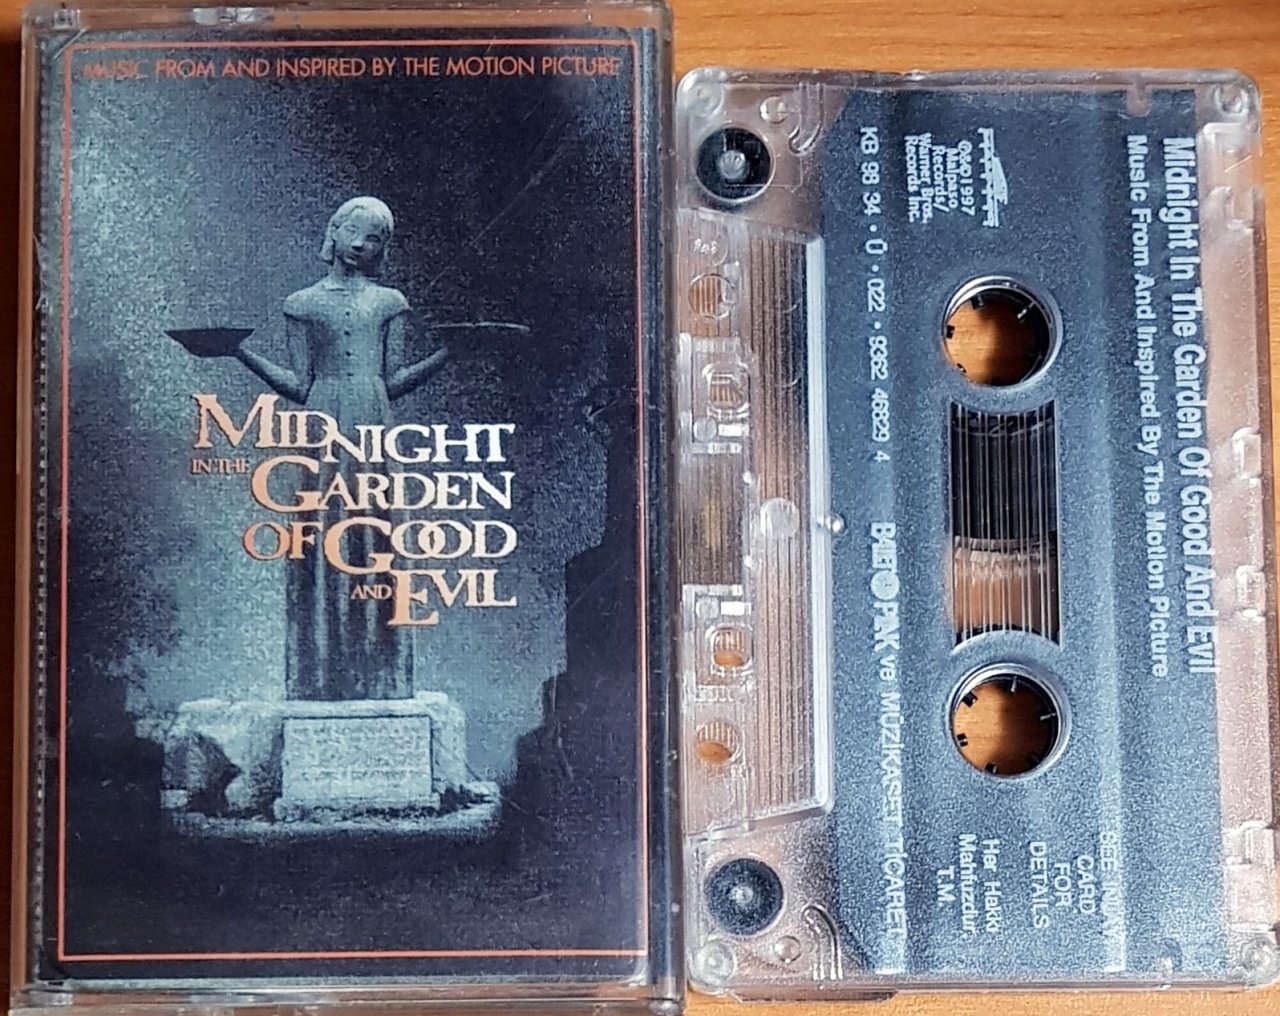 MUSIC FROM AND INSPIRED BY THE MOTION PICTURE
MIDNIGHT
IN THE
GARDEN
OF GOOD
AND EVIL
Midnight In The Garden Of Good And Evil
Music From And Inspired By The Motion Picture
℗&©1997
Malpaso
Records/
Warner Bros.
Records Inc.
KB 98 34 · Ü · 022 · 9362 46829 4
PLAK ve MÜZİKKASET TİCARET
SEE INLAY
CARD
FOR
DETAILS
Her Hakkı
Mahfuzdur.
T.M.